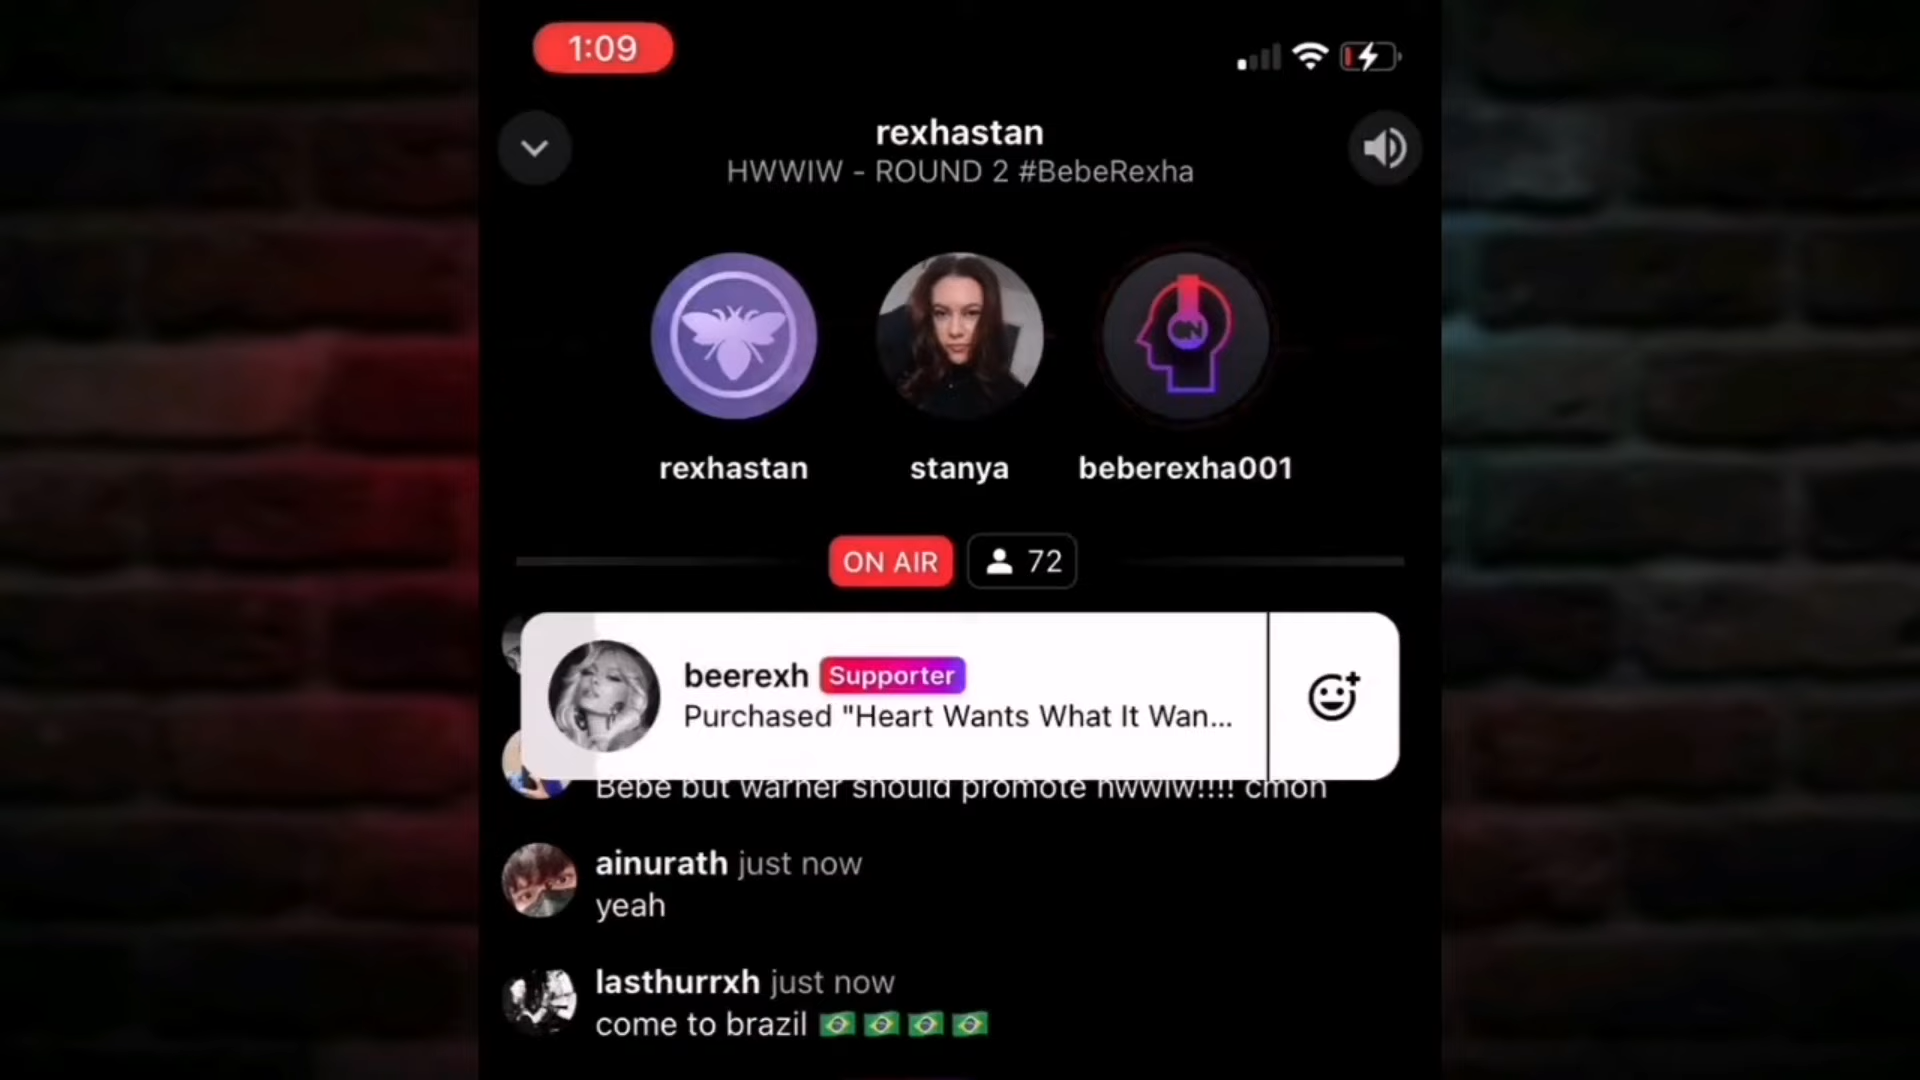 1:09
rexhastan
HWWIW - ROUND 2 #BebeRexha
CN
rexhastan
stanya
beberexha001
ON AIR
72
beerexh Supporter
Purchased "Heart Wants What It Wan...
Bebe but warner should promote hwwiw!!!! cmon
ainurath just now
yeah
lasthurrxh just now
come to brazil 🇧🇷 🇧🇷 🇧🇷 🇧🇷